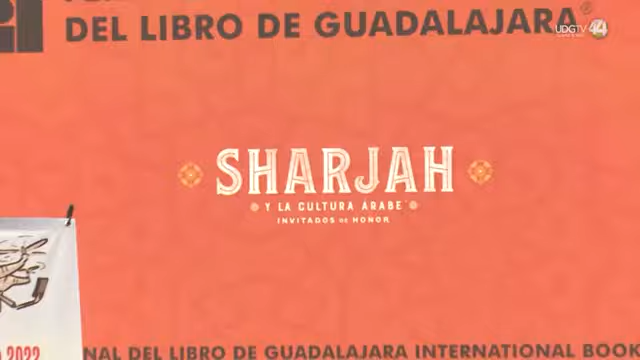 DEL LIBRO DE GUADALAJARA®
UDGTV 44
SHARJAH
Y LA CULTURA ÁRABE
INVITADOS DE HONOR
2022
NAL DEL LIBRO DE GUADALAJARA INTERNATIONAL BOOK